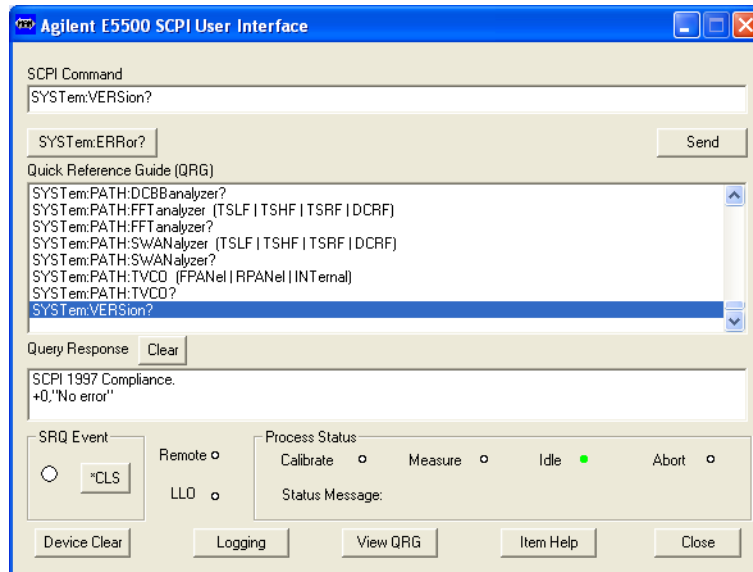 Agilent E5500 SCPI User Interface
SCPI Command
SYSTem:VERSion?
SYSTem:ERRor?
Send
Quick Reference Guide (QRG)
SYSTem:PATH:DCBBanalyzer?
SYSTem:PATH:FFTanalyzer (TSLF | TSHF | TSRF | DCRF)
SYSTem:PATH:FFTanalyzer?
SYSTem:PATH:SWANalyzer (TSLF | TSHF | TSRF | DCRF)
SYSTem:PATH:SWANalyzer?
SYSTem:PATH:TVCO (FPANel | RPANel | INTernal)
SYSTem:PATH:TVCO?
SYSTem:VERSion?
Query Response
Clear
SCPI 1997 Compliance.
+0,"No error"
SRQ Event
*CLS
Remote
LLO
Process Status
Calibrate
Measure
Idle
Abort
Status Message:
Device Clear
Logging
View QRG
Item Help
Close